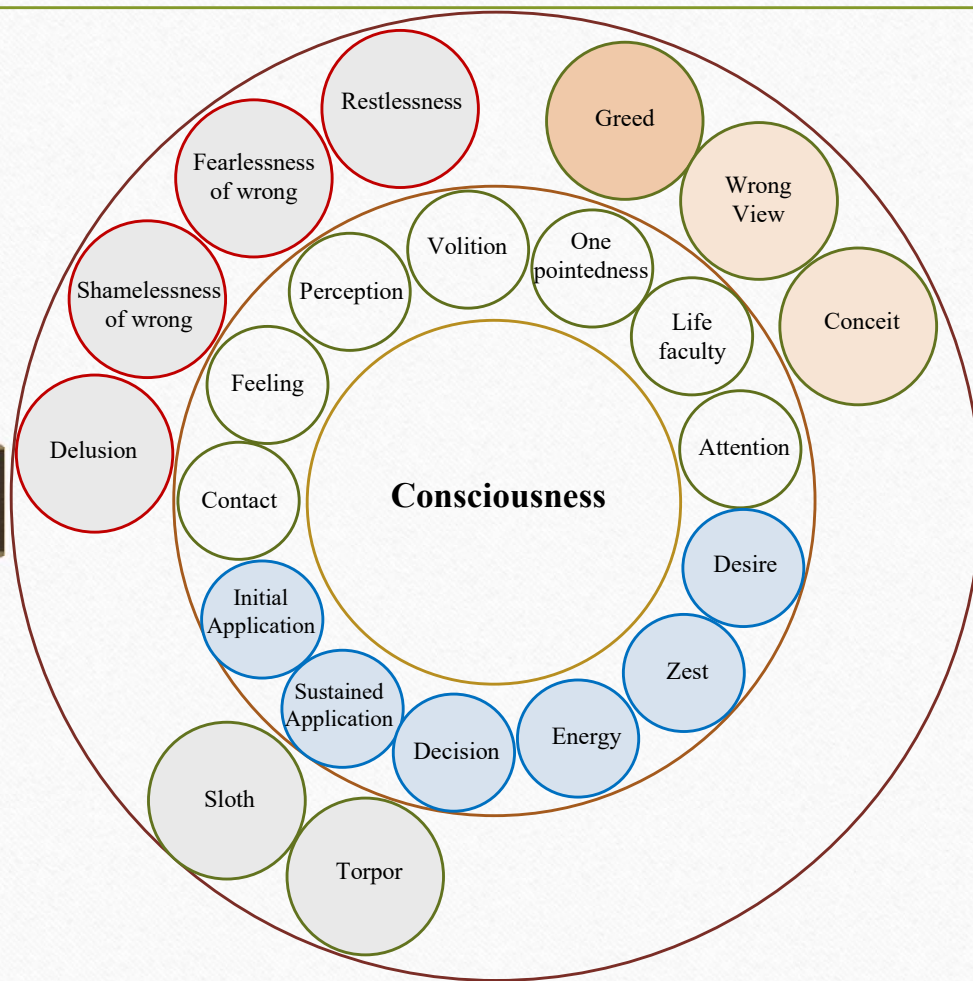 Restlessness
Greed
Fearlessness
of wrong
Wrong
View
Volition
One
pointedness
Perception
Shamelessness
of wrong
Life
faculty
Conceit
Feeling
Delusion
Attention
Contact
Consciousness
Desire
Initial
Application
Zest
Sustained
Application
Energy
Decision
Sloth
Torpor